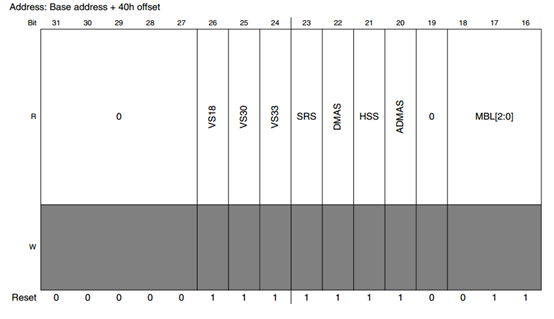 Address: Base address + 40h offset
Bit 31 30 29 28 27 26 25 24 23 22 21 20 19 18 17 16
R 0 VS18 VS30 VS33 SRS DMAS HSS ADMAS 0 MBL[2:0]
W
Reset 0 0 0 0 0 1 1 1 1 1 1 1 0 0 1 1